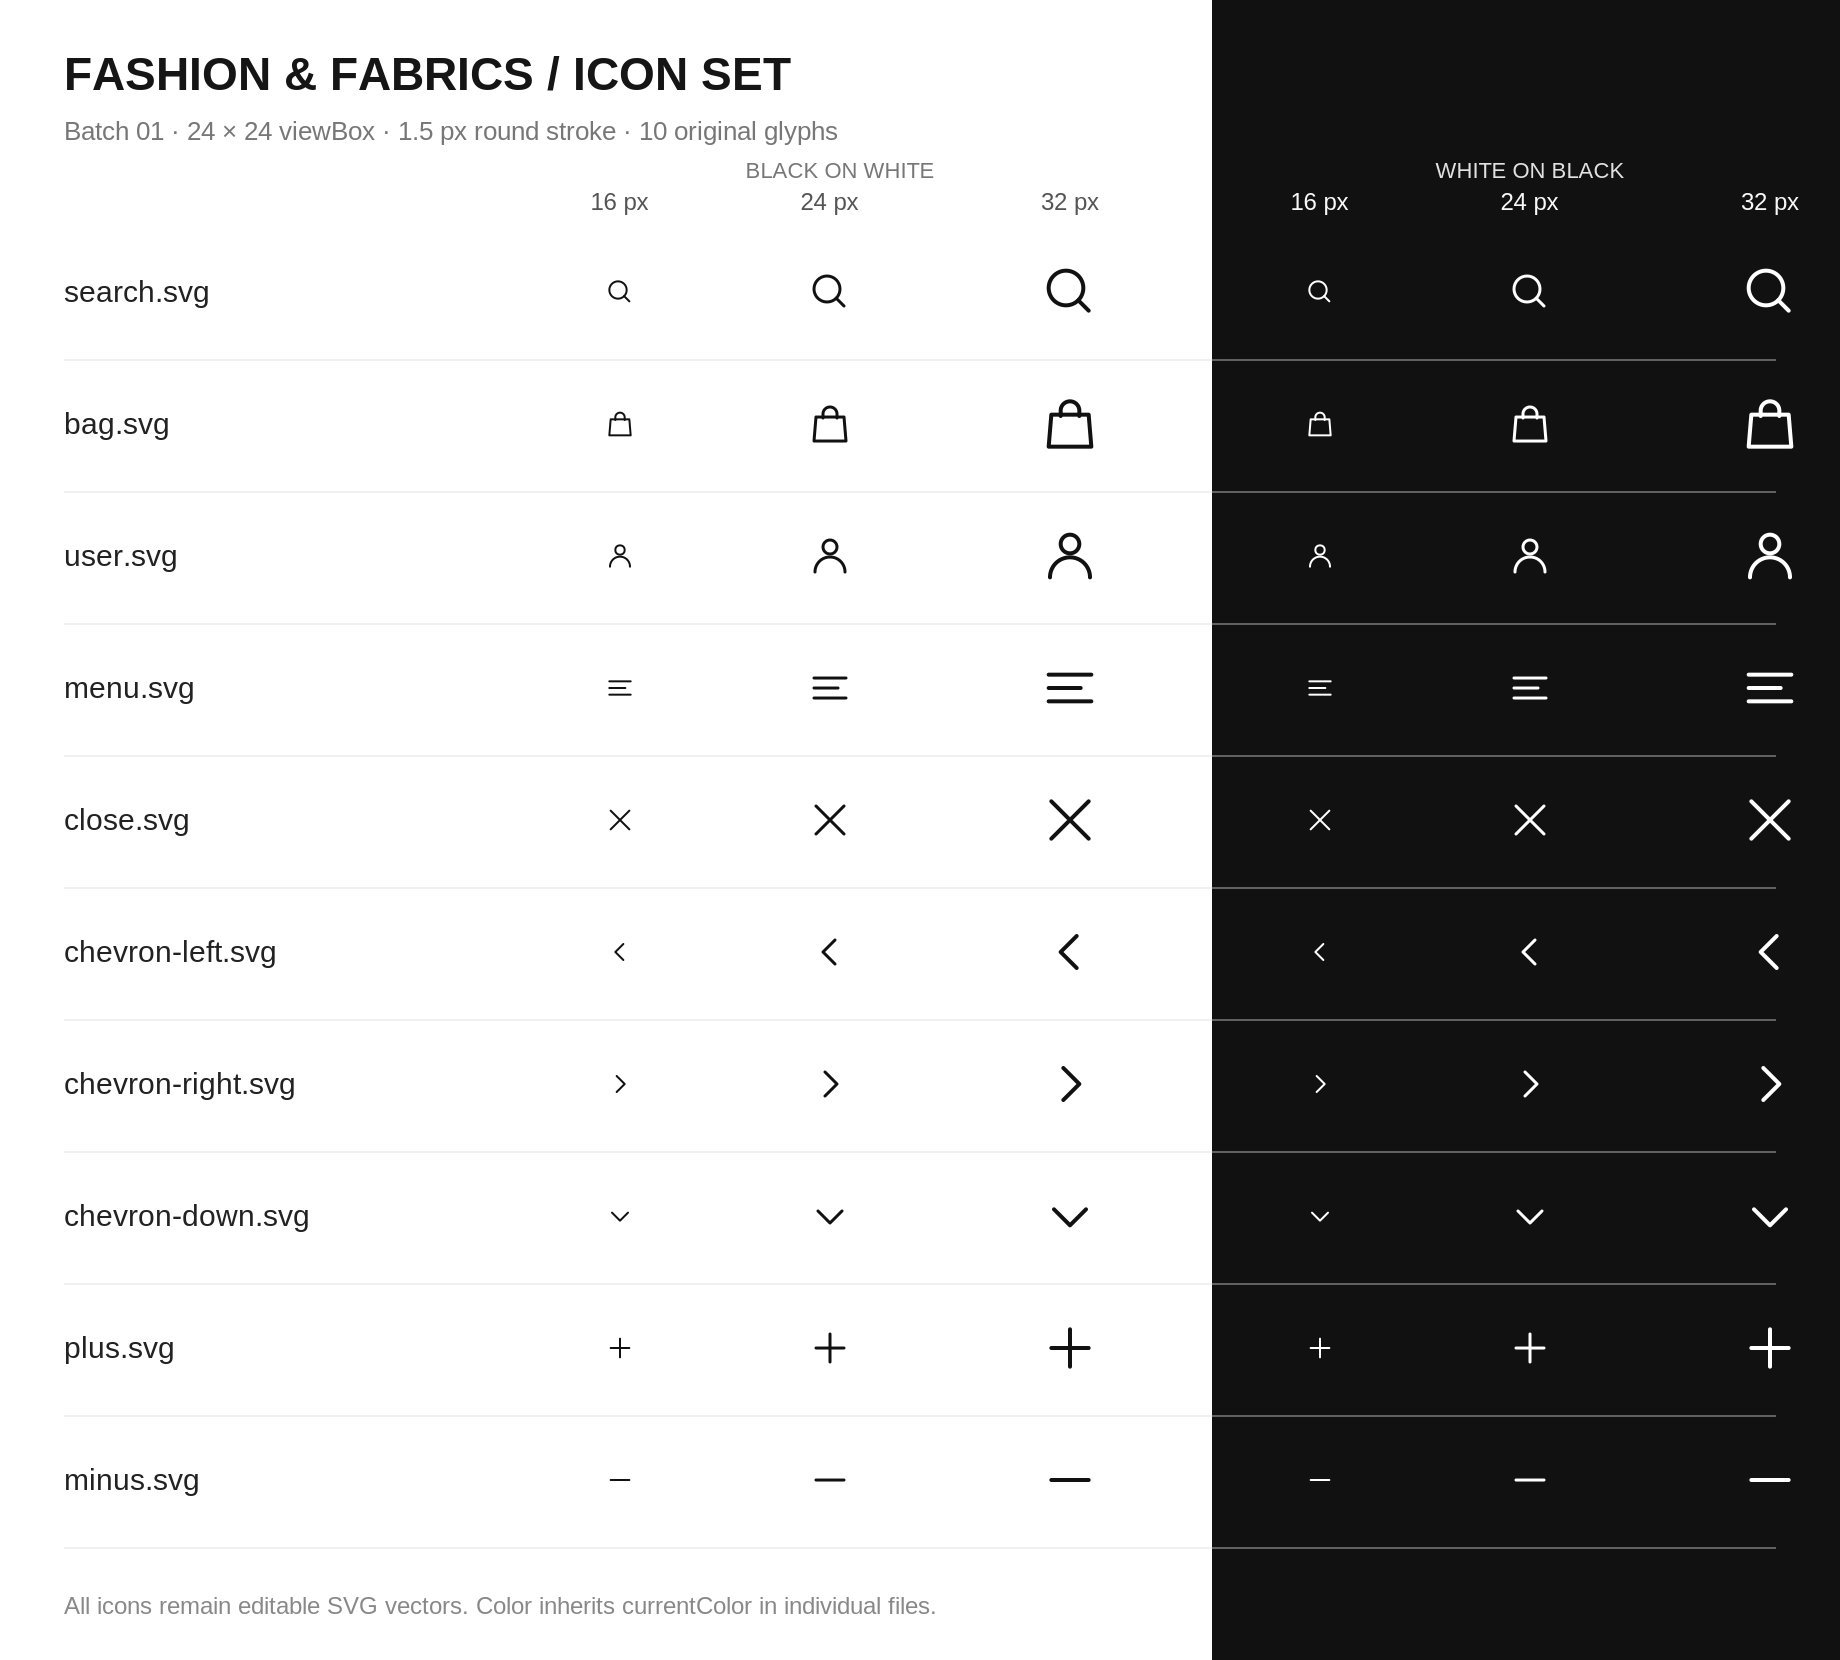 FASHION & FABRICS / ICON SET
Batch 01 · 24 × 24 viewBox · 1.5 px round stroke · 10 original glyphs
BLACK ON WHITE
16 px 24 px 32 px
WHITE ON BLACK
16 px 24 px 32 px
search.svg
bag.svg
user.svg
menu.svg
close.svg
chevron-left.svg
chevron-right.svg
chevron-down.svg
plus.svg
minus.svg
All icons remain editable SVG vectors. Color inherits currentColor in individual files.